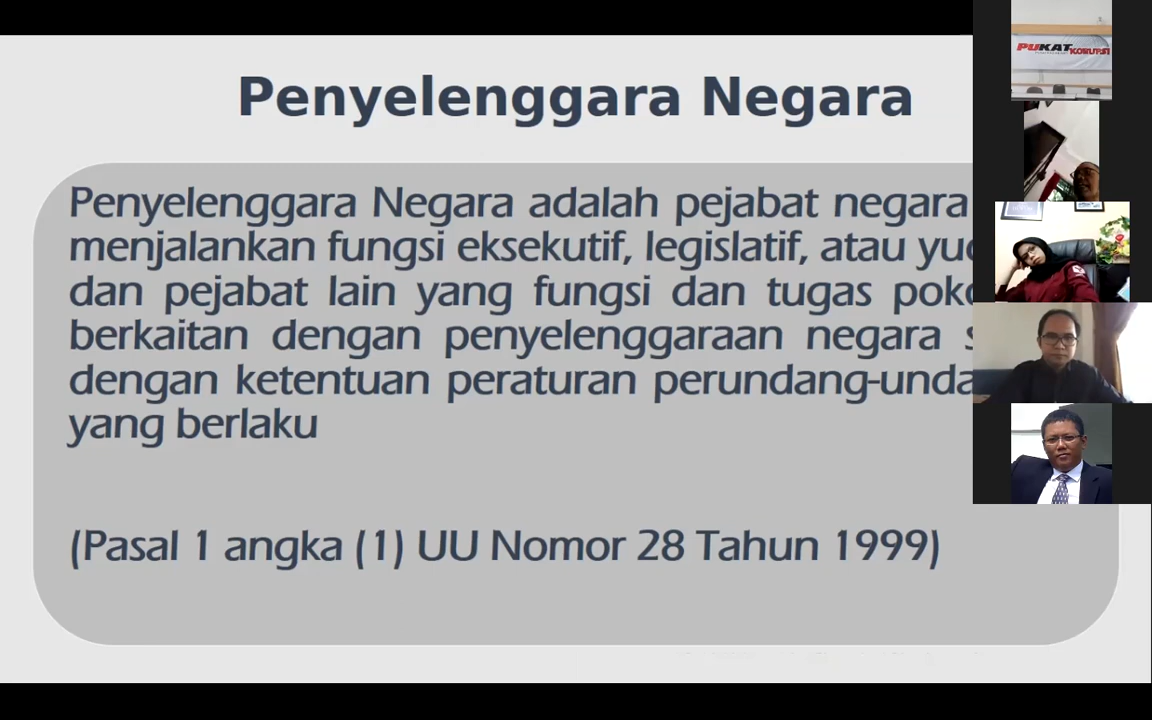 Penyelenggara Negara
Penyelenggara Negara adalah pejabat negara
menjalankan fungsi eksekutif, legislatif, atau
dan pejabat lain yang fungsi dan tugas
berkaitan dengan penyelenggaraan negara
dengan ketentuan peraturan
yang berlaku
(Pasal 1 angka (1) UU Nomor 28 Tahun 1999)
PUKAT
KORUPSI